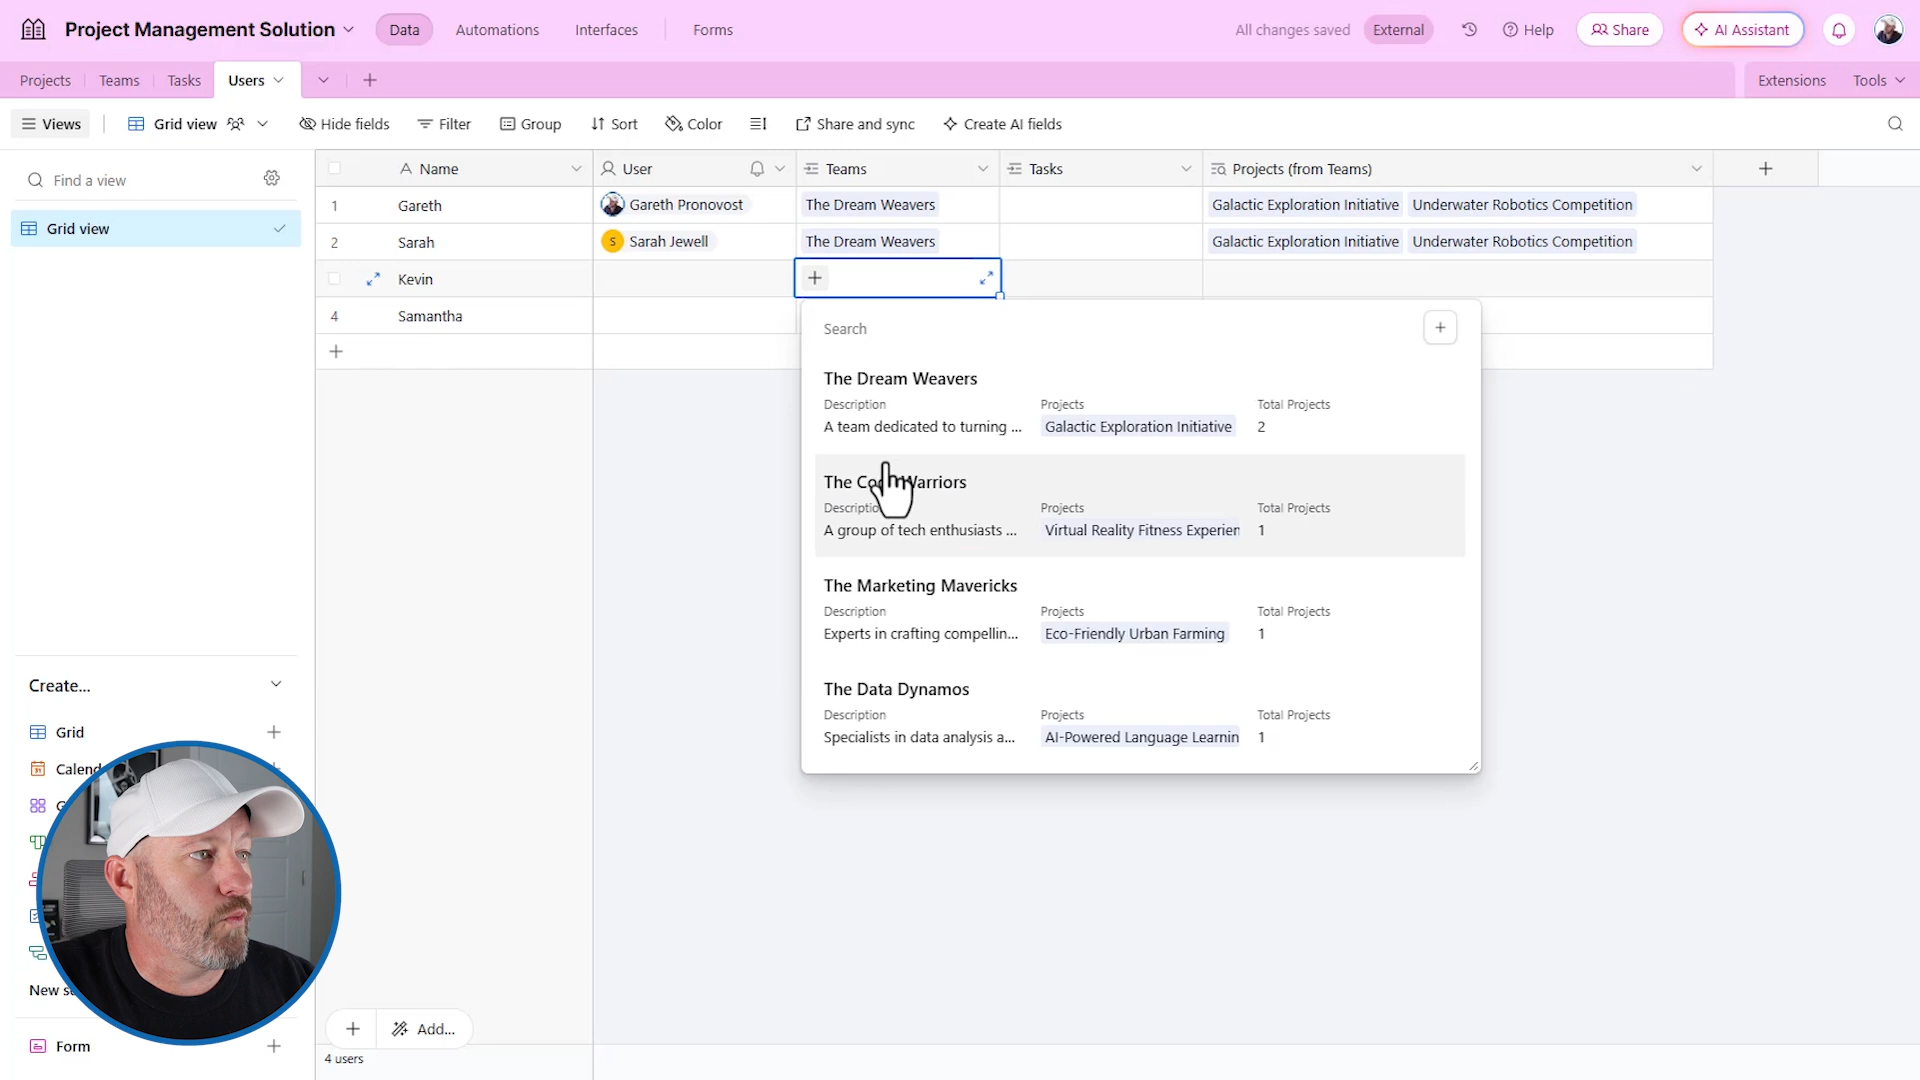 Project Management Solution
Data
Automations
Interfaces
Forms
All changes saved
External
Help
Share
AI Assistant
Projects
Teams
Tasks
Users
Extensions
Tools
Views
Grid view
Hide fields
Filter
Group
Sort
Color
Share and sync
Create AI fields
Find a view
Grid view
Name
User
Teams
Tasks
Projects (from Teams)
1
Gareth
Gareth Pronovost
The Dream Weavers
Galactic Exploration Initiative
Underwater Robotics Competition
2
Sarah
S
Sarah Jewell
The Dream Weavers
Galactic Exploration Initiative
Underwater Robotics Competition
Kevin
4
Samantha
Search
The Dream Weavers
Description
Projects
Total Projects
A team dedicated to turning ...
Galactic Exploration Initiative
2
The Warriors
Projects
Total Projects
A group of tech enthusiasts ...
Virtual Reality Fitness Experien
1
The Marketing Mavericks
Description
Projects
Total Projects
Experts in crafting compellin...
Eco-Friendly Urban Farming
1
The Data Dynamos
Description
Projects
Total Projects
Specialists in data analysis a...
AI-Powered Language Learnin
1
Create...
Grid
Calend
New s
Form
Add...
4 users